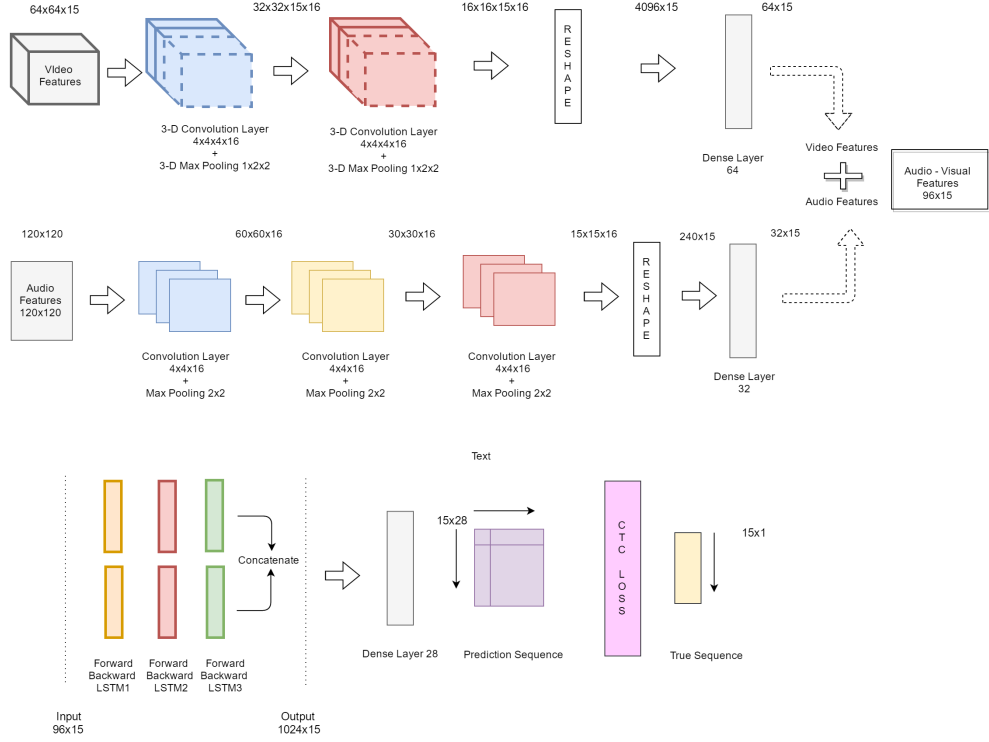 64x64x15
32x32x15x16
16x16x15x16
4096x15
64x15
VIdeo
Features
RESHAPE
3-D Convolution Layer
4x4x4x16
+
3-D Max Pooling 1x2x2
3-D Convolution Layer
4x4x4x16
+
3-D Max Pooling 1x2x2
Dense Layer
64
Video Features
Audio Features
Audio - Visual
Features
96x15
120x120
60x60x16
30x30x16
15x15x16
240x15
32x15
Audio
Features
120x120
RESHAPE
Convolution Layer
4x4x16
+
Max Pooling 2x2
Convolution Layer
4x4x16
+
Max Pooling 2x2
Convolution Layer
4x4x16
+
Max Pooling 2x2
Dense Layer
32
Text
Concatenate
15x28
CTC LOSS
15x1
Forward
Backward
LSTM1
Forward
Backward
LSTM2
Forward
Backward
LSTM3
Dense Layer 28
Prediction Sequence
True Sequence
Input
96x15
Output
1024x15